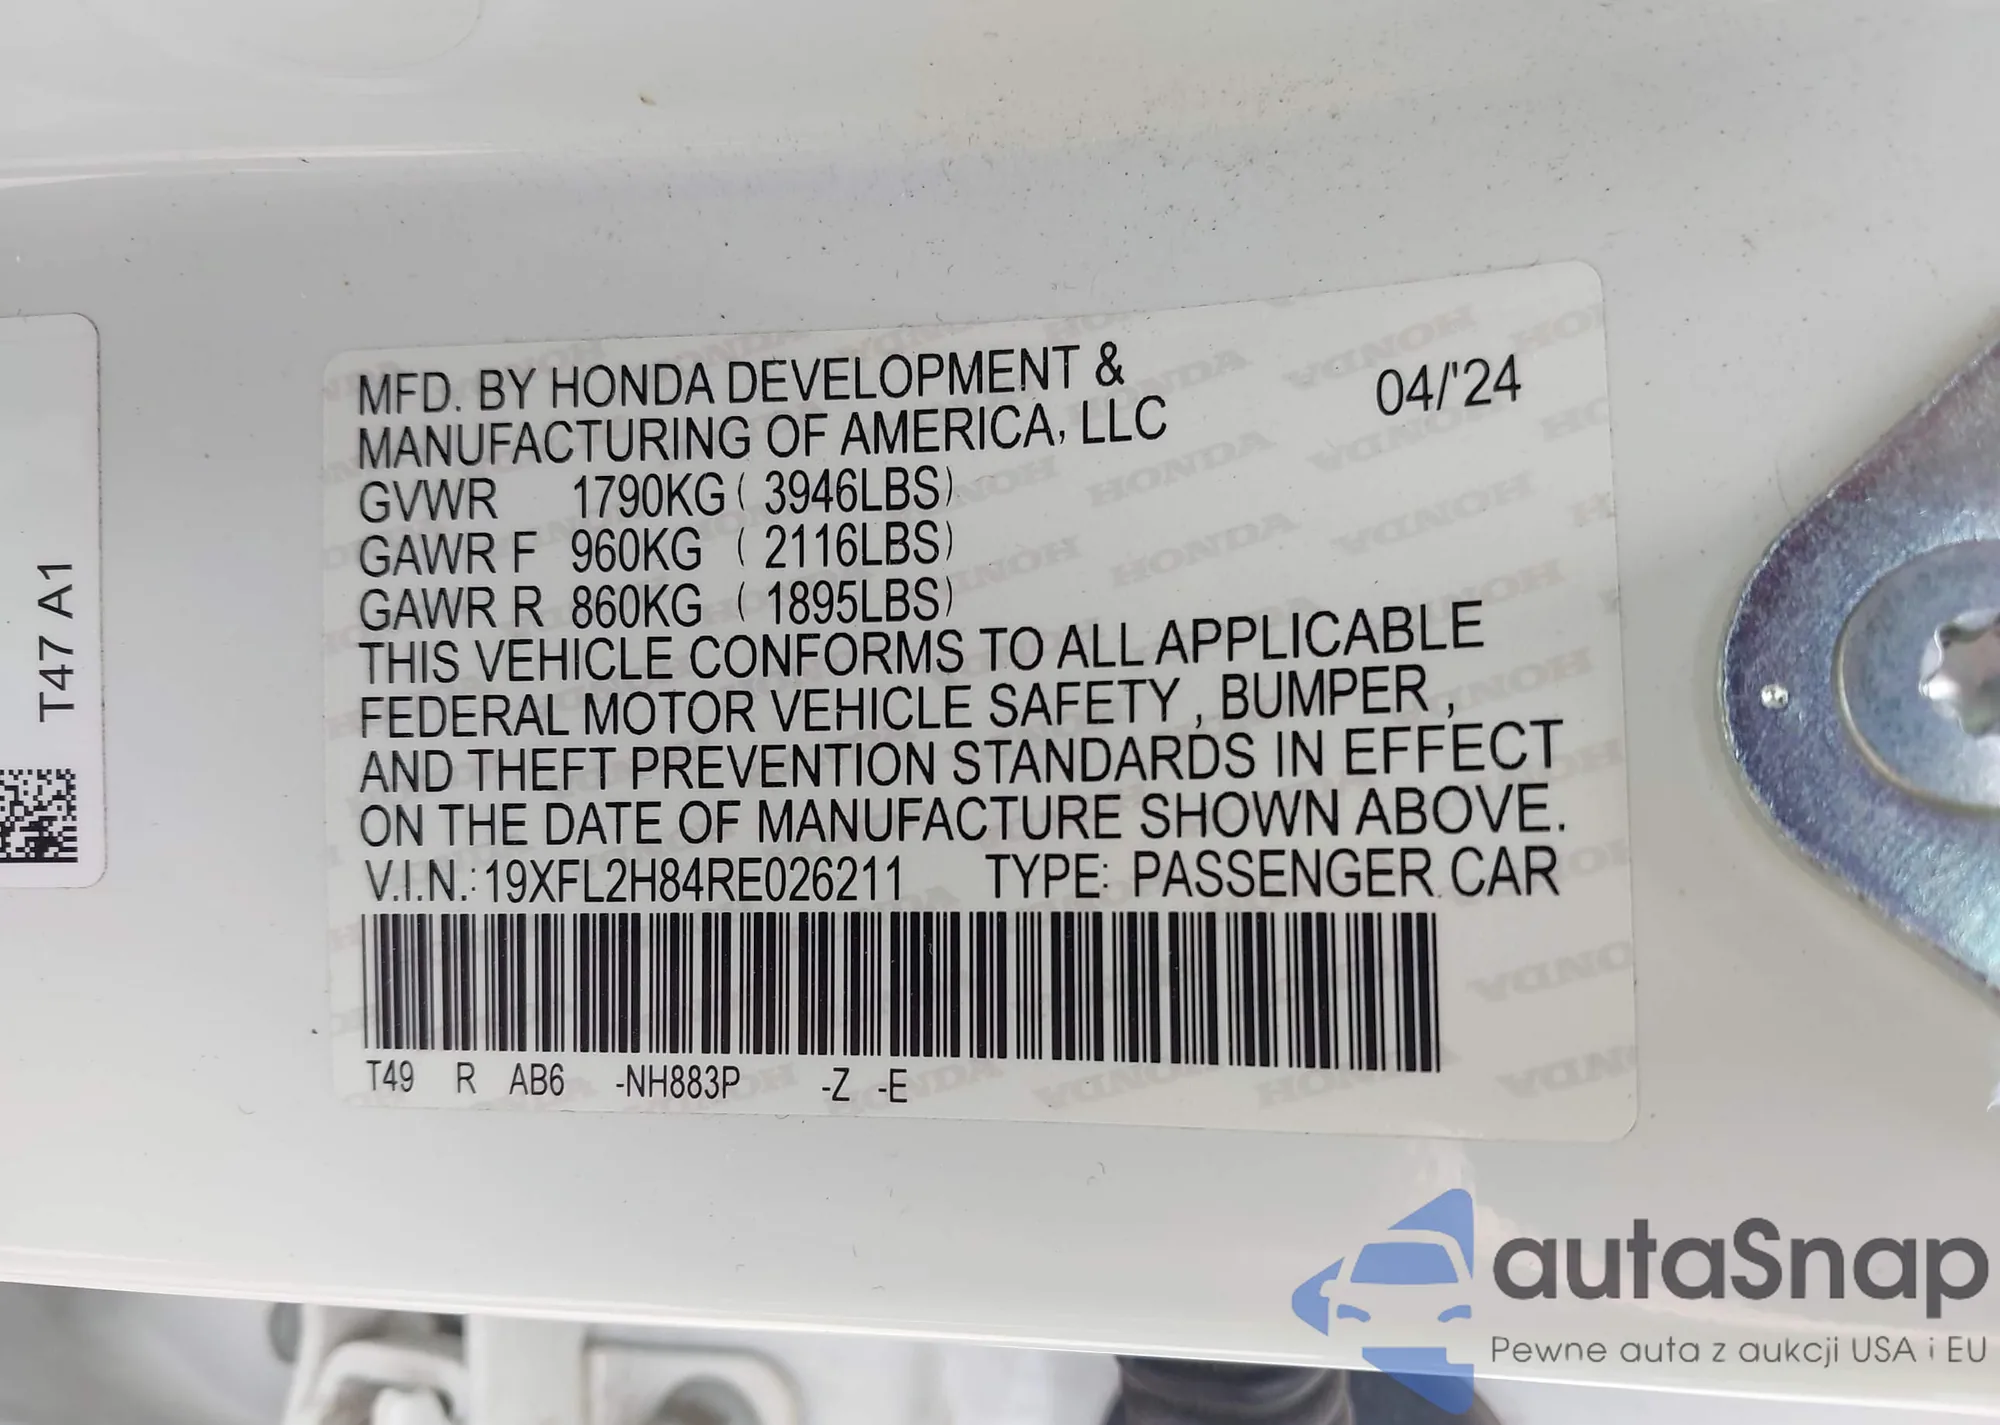 MFD. BY HONDA DEVELOPMENT &
MANUFACTURING OF AMERICA, LLC
04/'24
GVWR 1790KG ( 3946LBS)
GAWR F 960KG ( 2116LBS)
GAWR R 860KG ( 1895LBS)
THIS VEHICLE CONFORMS TO ALL APPLICABLE
FEDERAL MOTOR VEHICLE SAFETY , BUMPER ,
AND THEFT PREVENTION STANDARDS IN EFFECT
ON THE DATE OF MANUFACTURE SHOWN ABOVE.
V.I.N.: 19XFL2H84RE026211 TYPE: PASSENGER CAR
T49 R AB6 -NH883P -Z -E
T47 A1
autaSnap
Pewne auta z aukcji USA i EU